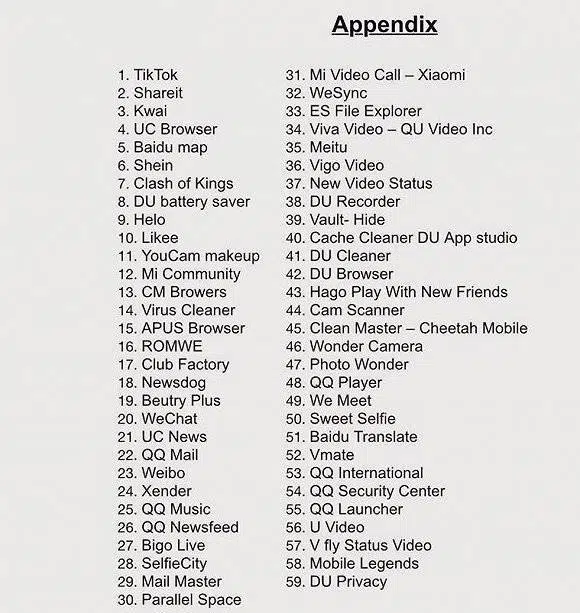 Appendix
1. TikTok
2. Shareit
3. Kwai
4. UC Browser
5. Baidu map
6. Shein
7. Clash of Kings
8. DU battery saver
9. Helo
10. Likee
11. YouCam makeup
12. Mi Community
13. CM Browers
14. Virus Cleaner
15. APUS Browser
16. ROMWE
17. Club Factory
18. Newsdog
19. Beutry Plus
20. WeChat
21. UC News
22. QQ Mail
23. Weibo
24. Xender
25. QQ Music
26. QQ Newsfeed
27. Bigo Live
28. SelfieCity
29. Mail Master
30. Parallel Space
31. Mi Video Call – Xiaomi
32. WeSync
33. ES File Explorer
34. Viva Video – QU Video Inc
35. Meitu
36. Vigo Video
37. New Video Status
38. DU Recorder
39. Vault- Hide
40. Cache Cleaner DU App studio
41. DU Cleaner
42. DU Browser
43. Hago Play With New Friends
44. Cam Scanner
45. Clean Master – Cheetah Mobile
46. Wonder Camera
47. Photo Wonder
48. QQ Player
49. We Meet
50. Sweet Selfie
51. Baidu Translate
52. Vmate
53. QQ International
54. QQ Security Center
55. QQ Launcher
56. U Video
57. V fly Status Video
58. Mobile Legends
59. DU Privacy